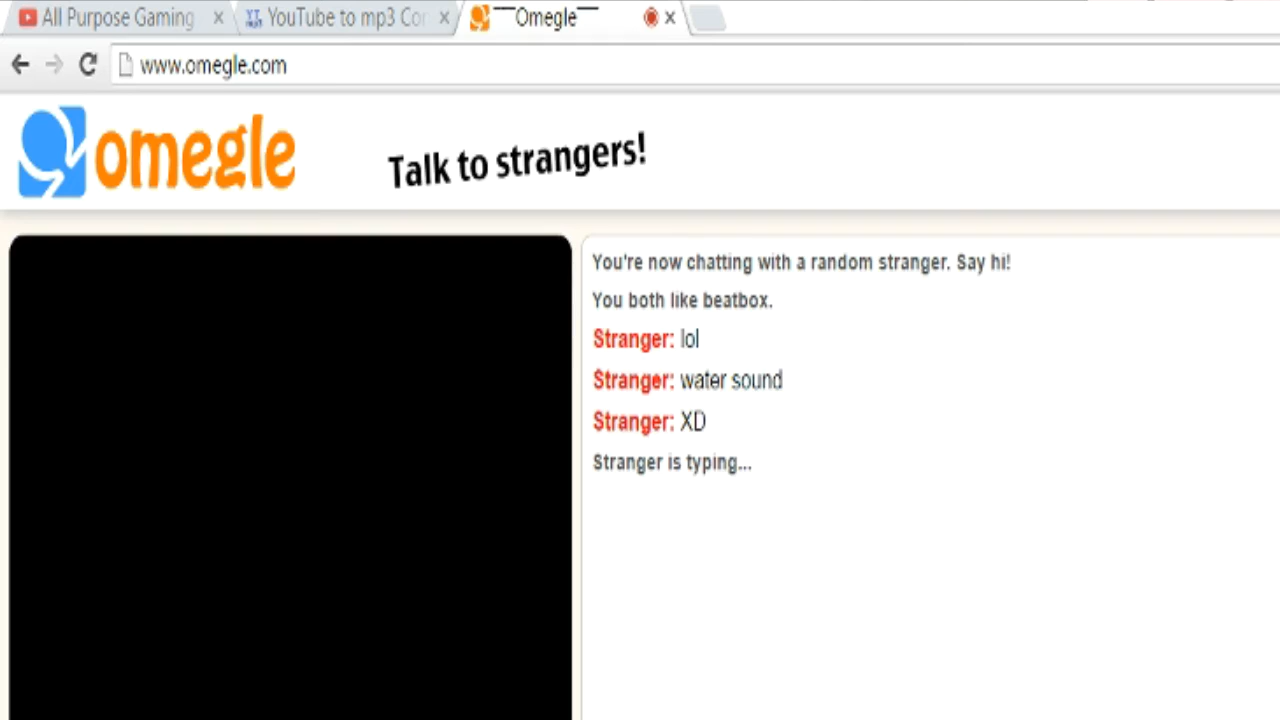 All Purpose Gaming
YouTube to mp3 Co
Omegle
www.omegle.com
omegle
Talk to strangers!
You're now chatting with a random stranger. Say hi!
You both like beatbox.
Stranger: lol
Stranger: water sound
Stranger: XD
Stranger is typing...